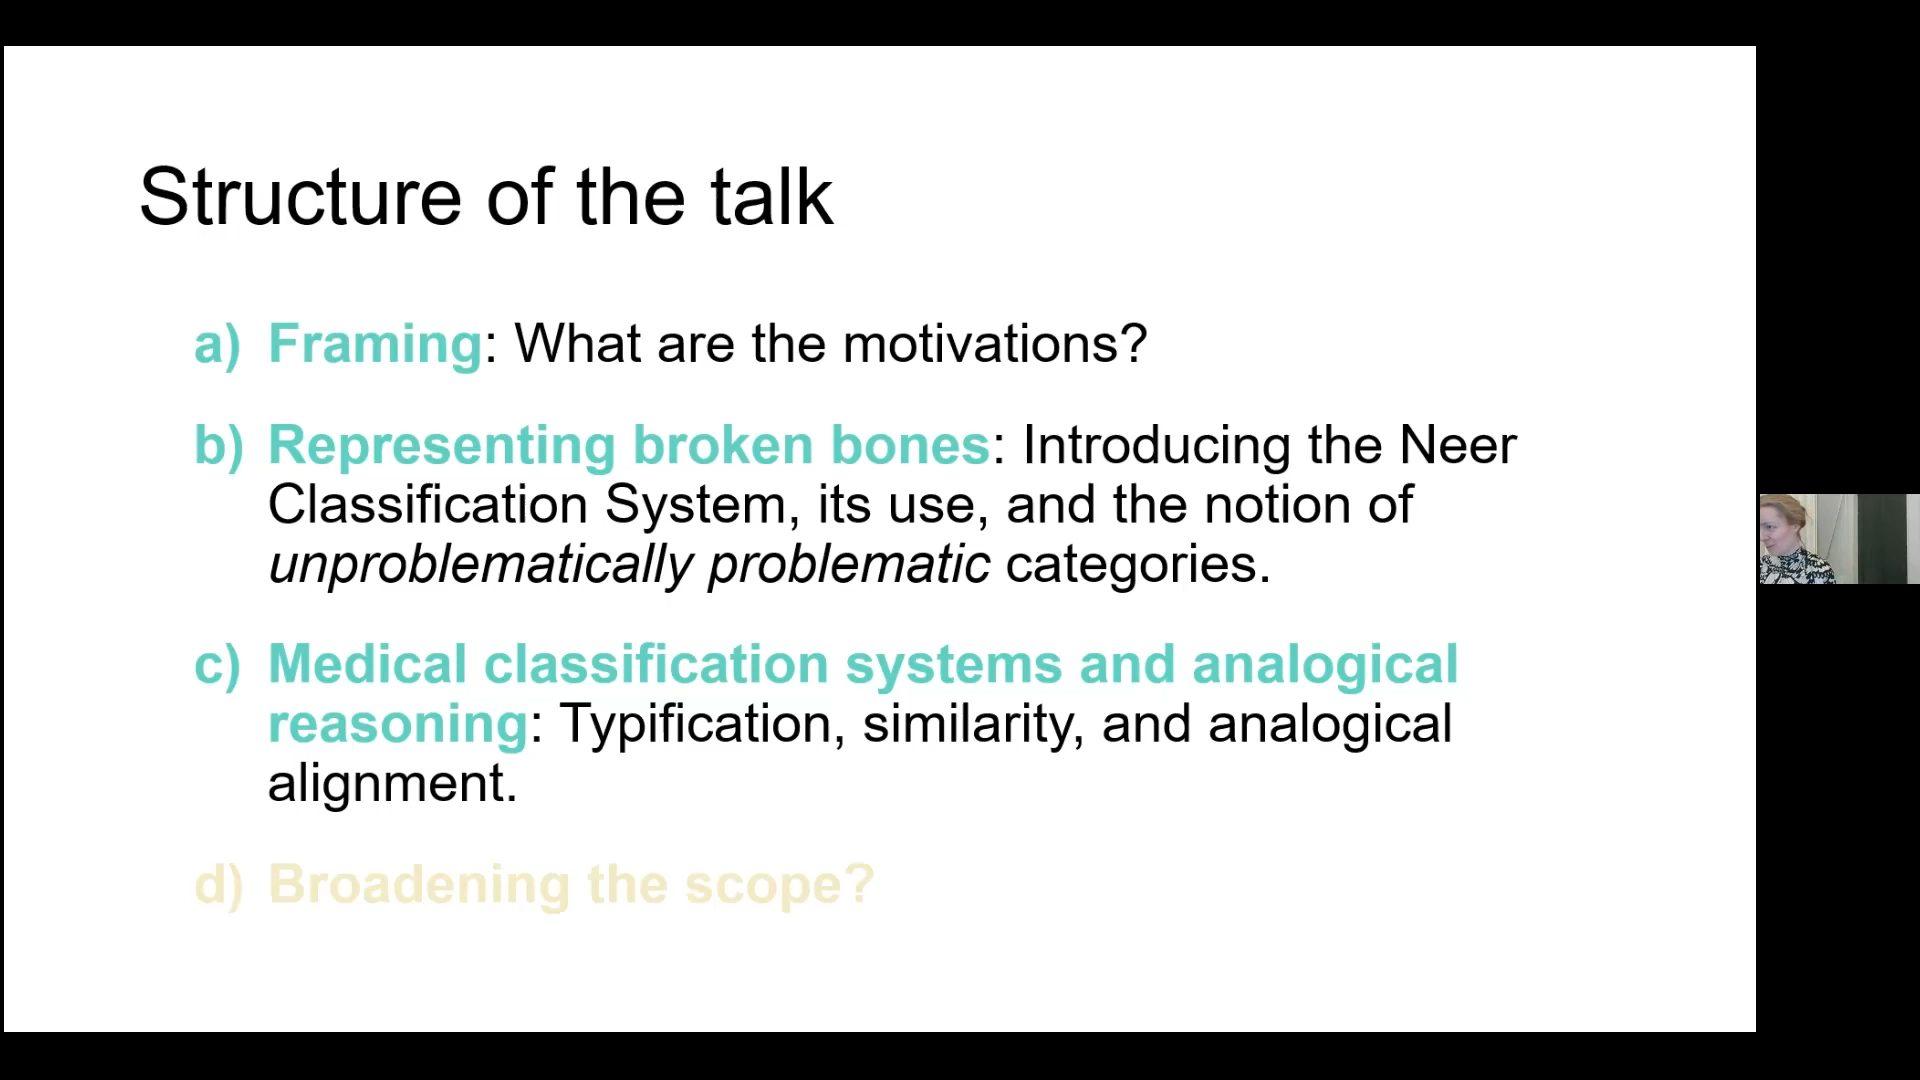 Structure of the talk
a) Framing: What are the motivations?
b) Representing broken bones: Introducing the Neer
Classification System, its use, and the notion of
unproblematically problematic categories.
c) Medical classification systems and analogical
reasoning: Typification, similarity, and analogical
alignment.
d) Broadening the scope?